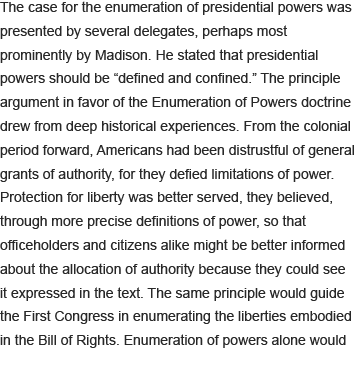 The case for the enumeration of presidential powers was
presented by several delegates, perhaps most
prominently by Madison. He stated that presidential
powers should be “defined and confined.” The principle
argument in favor of the Enumeration of Powers doctrine
drew from deep historical experiences. From the colonial
period forward, Americans had been distrustful of general
grants of authority, for they defied limitations of power.
Protection for liberty was better served, they believed,
through more precise definitions of power, so that
officeholders and citizens alike might be better informed
about the allocation of authority because they could see
it expressed in the text. The same principle would guide
the First Congress in enumerating the liberties embodied
in the Bill of Rights. Enumeration of powers alone would